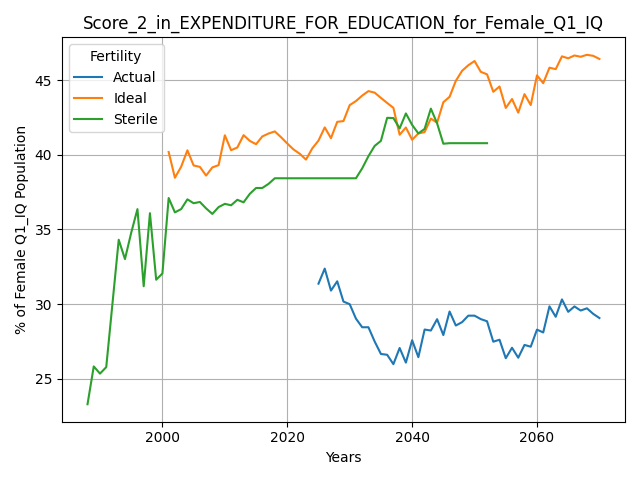 Score_2_in_EXPENDITURE_FOR_EDUCATION_for_Female_Q1_IQ
Fertility
Actual
Ideal
Sterile
% of Female Q1_IQ Population
45
40
35
30
25
2000
2020
2040
2060
Years